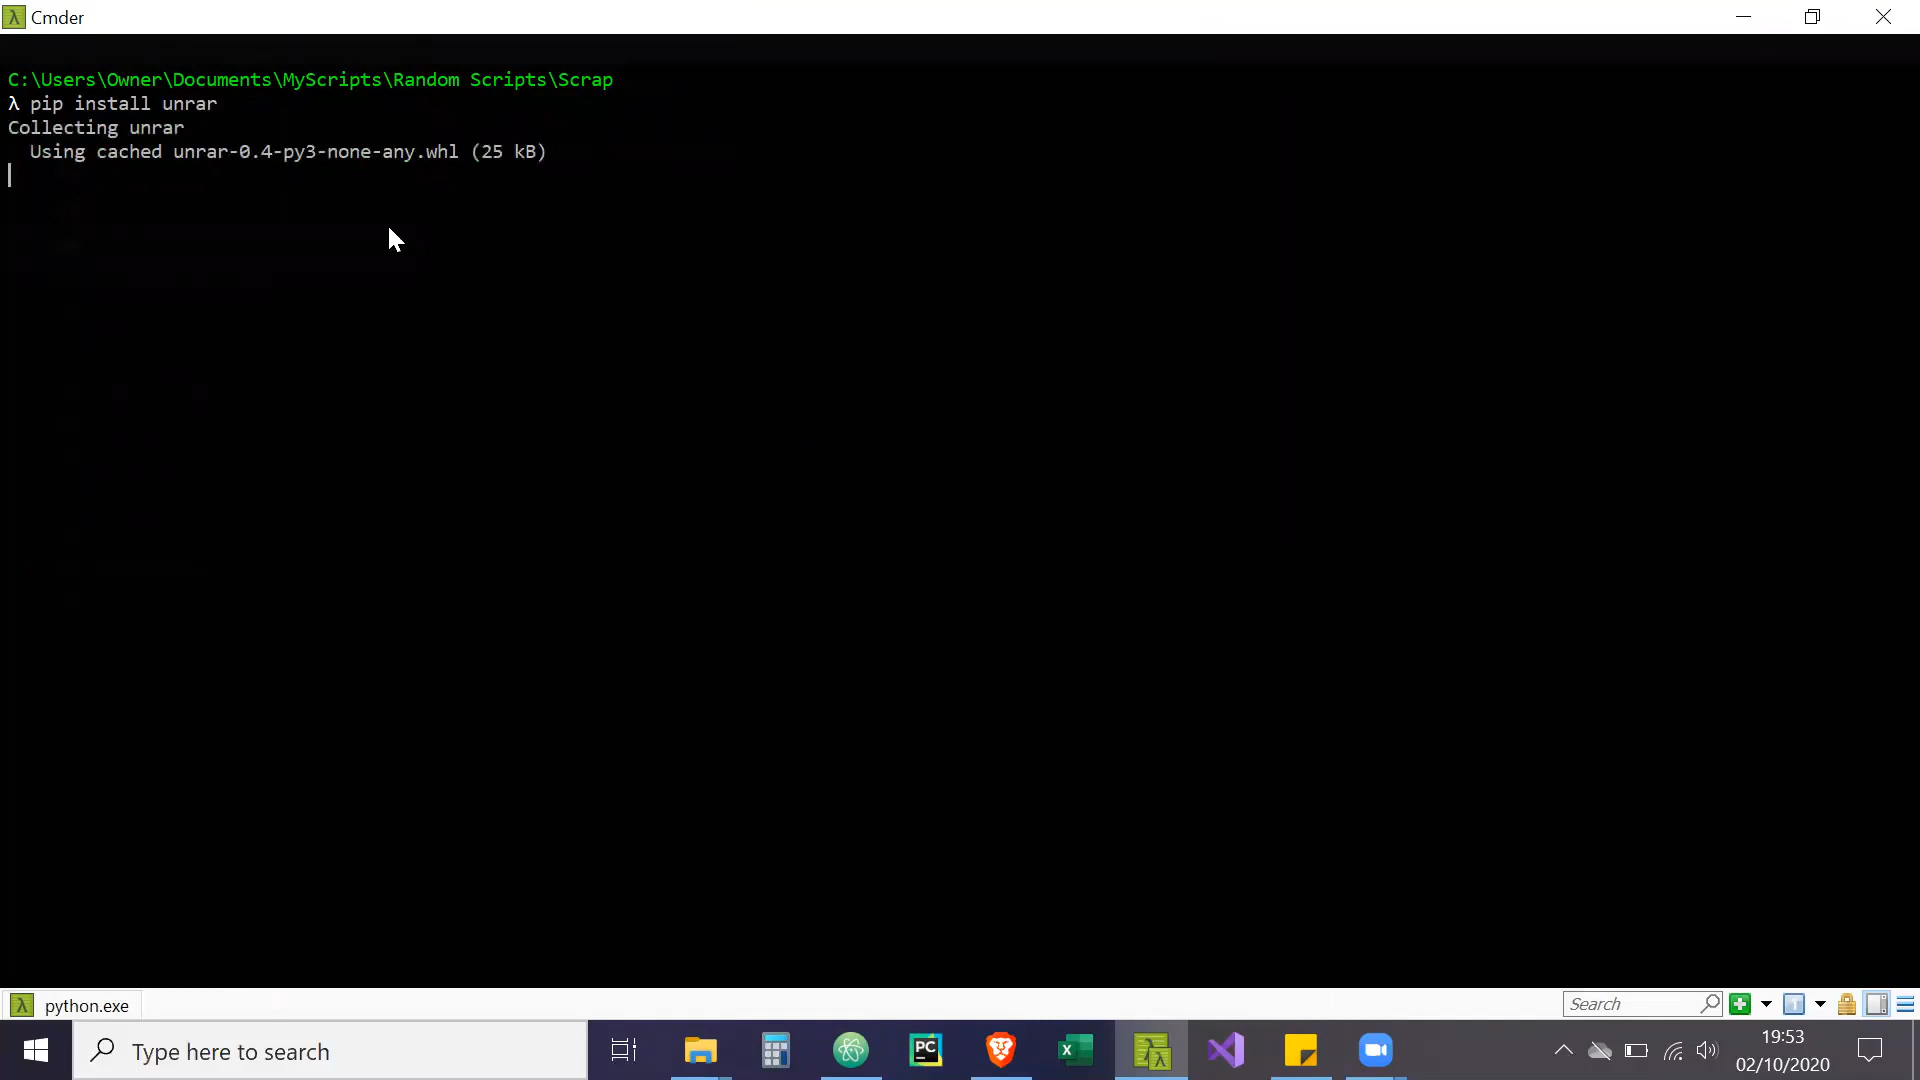 Cmder
C:\Users\Owner\Documents\MyScripts\Random Scripts\Scrap
λ pip install unrar
Collecting unrar
Using cached unrar-0.4-py3-none-any.whl (25 kB)
python.exe
Search
Type here to search
PC
19:53
02/10/2020